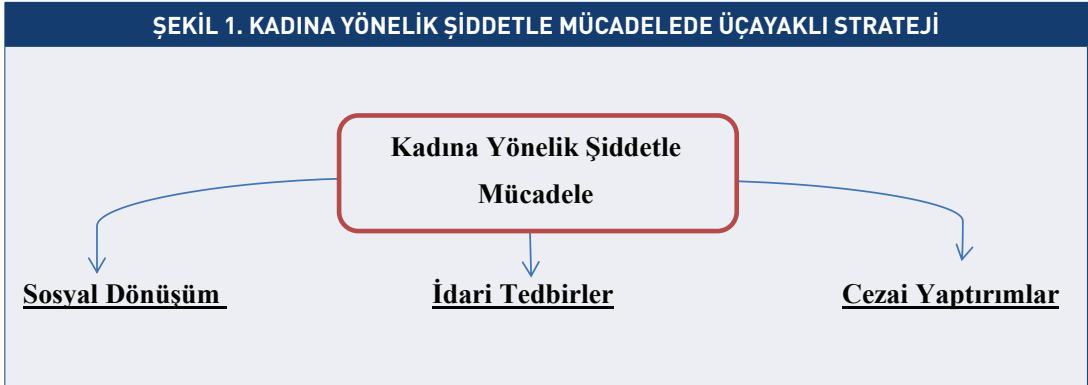 ŞEKİL 1. KADINA YÖNELİK ŞİDDETLE MÜCADELEDE ÜÇAYAKLI STRATEJİ
Kadına Yönelik Şiddetle
Mücadele
Sosyal Dönüşüm
İdari Tedbirler
Cezai Yaptırımlar